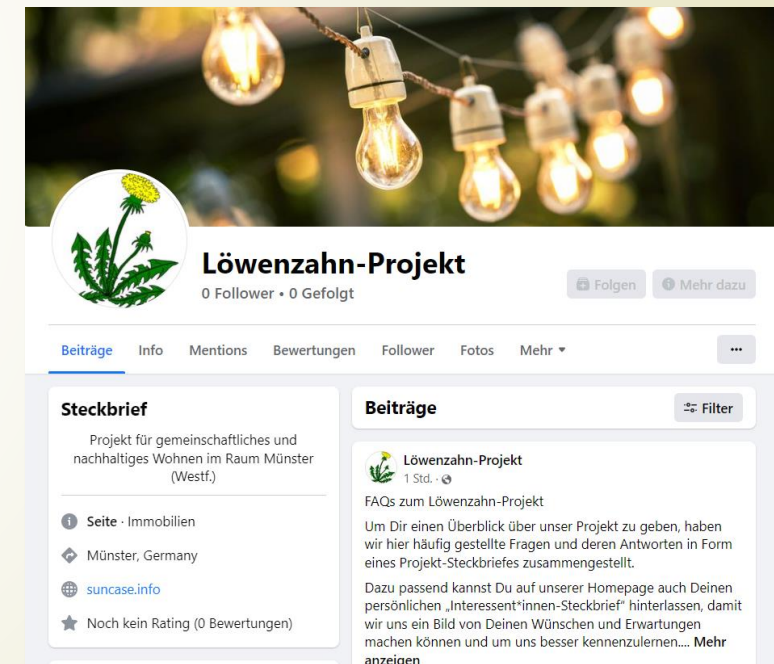 Löwenzahn-Projekt
0 Follower • 0 Gefolgt
Folgen
Mehr dazu
Beiträge Info Mentions Bewertungen Follower Fotos Mehr
Steckbrief
Projekt für gemeinschaftliches und
nachhaltiges Wohnen im Raum Münster
(Westf.)
Seite · Immobilien
Münster, Germany
suncase.info
Noch kein Rating (0 Bewertungen)
Beiträge
Filter
Löwenzahn-Projekt
1 Std. ·
FAQs zum Löwenzahn-Projekt
Um Dir einen Überblick über unser Projekt zu geben, haben
wir hier häufig gestellte Fragen und deren Antworten in Form
eines Projekt-Steckbriefes zusammengestellt.
Dazu passend kannst Du auf unserer Homepage auch Deinen
persönlichen „Interessent*innen-Steckbrief" hinterlassen, damit
wir uns ein Bild von Deinen Wünschen und Erwartungen
machen können und um uns besser kennenzulernen.... Mehr
anzeigen